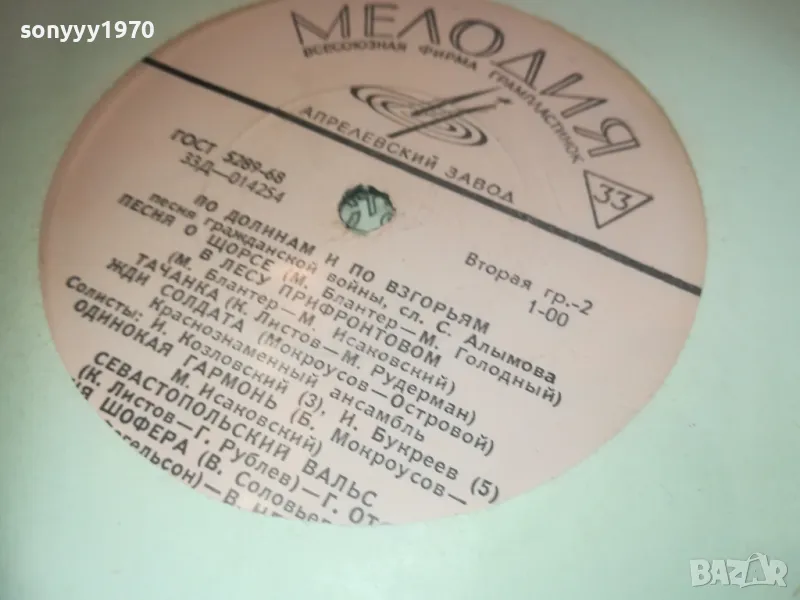 sonyyy1970
МЕЛОДИЯ
ВСЕСОЮЗНАЯ ФИРМА ГРАМПЛАСТИНОК
АПРЕЛЕВСКИЙ ЗАВОД
33
ГОСТ 5289-68
33Д—014254
Вторая гр.-2
1-00
ПО ДОЛИНАМ И ПО ВЗГОРЬЯМ
песня гражданской войны, сл. С. Алымова
ПЕСНЯ О ЩОРСЕ (М. Блантер—М. Голодный)
В ЛЕСУ ПРИФРОНТОВОМ
(М. Блантер—М. Исаковский)
ТАЧАНКА (К. Листов—М. Рудерман)
ЖДИ СОЛДАТА (Мокроусов—Островой)
Краснознаменный ансамбль
Солисты: И. Козловский (3), И. Букреев (5)
ОДИНОКАЯ ГАРМОНЬ (Б. Мокроусов—
М. Исаковский)
СЕВАСТОПОЛЬСКИЙ ВАЛЬС
(К. Листов—Г. Рублев)—Г. От
ШОФЕРА (В. Соловье
BAZAR